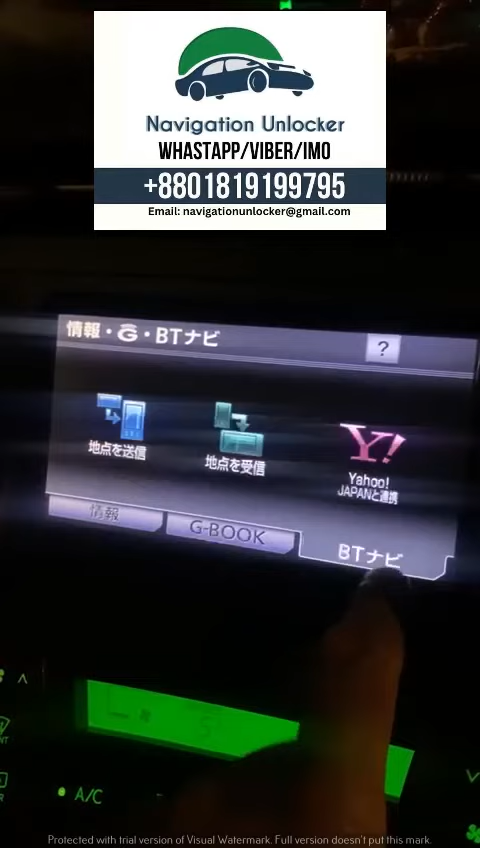 Navigation Unlocker
WHASTAPP/VIBER/IMO
+8801819199795
Email: navigationunlocker@gmail.com
情報・G・BTナビ
?
地点を送信
地点を受信
Yahoo!
JAPANと連携
情報
G-BOOK
BTナビ
A/C
Protected with trial version of Visual Watermark. Full version doesn't put this mark.